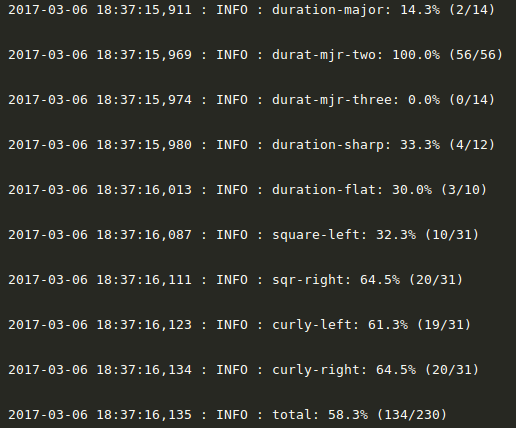 2017-03-06 18:37:15,911 : INFO : duration-major: 14.3% (2/14)
2017-03-06 18:37:15,969 : INFO : durat-mjr-two: 100.0% (56/56)
2017-03-06 18:37:15,974 : INFO : durat-mjr-three: 0.0% (0/14)
2017-03-06 18:37:15,980 : INFO : duration-sharp: 33.3% (4/12)
2017-03-06 18:37:16,013 : INFO : duration-flat: 30.0% (3/10)
2017-03-06 18:37:16,087 : INFO : square-left: 32.3% (10/31)
2017-03-06 18:37:16,111 : INFO : sqr-right: 64.5% (20/31)
2017-03-06 18:37:16,123 : INFO : curly-left: 61.3% (19/31)
2017-03-06 18:37:16,134 : INFO : curly-right: 64.5% (20/31)
2017-03-06 18:37:16,135 : INFO : total: 58.3% (134/230)